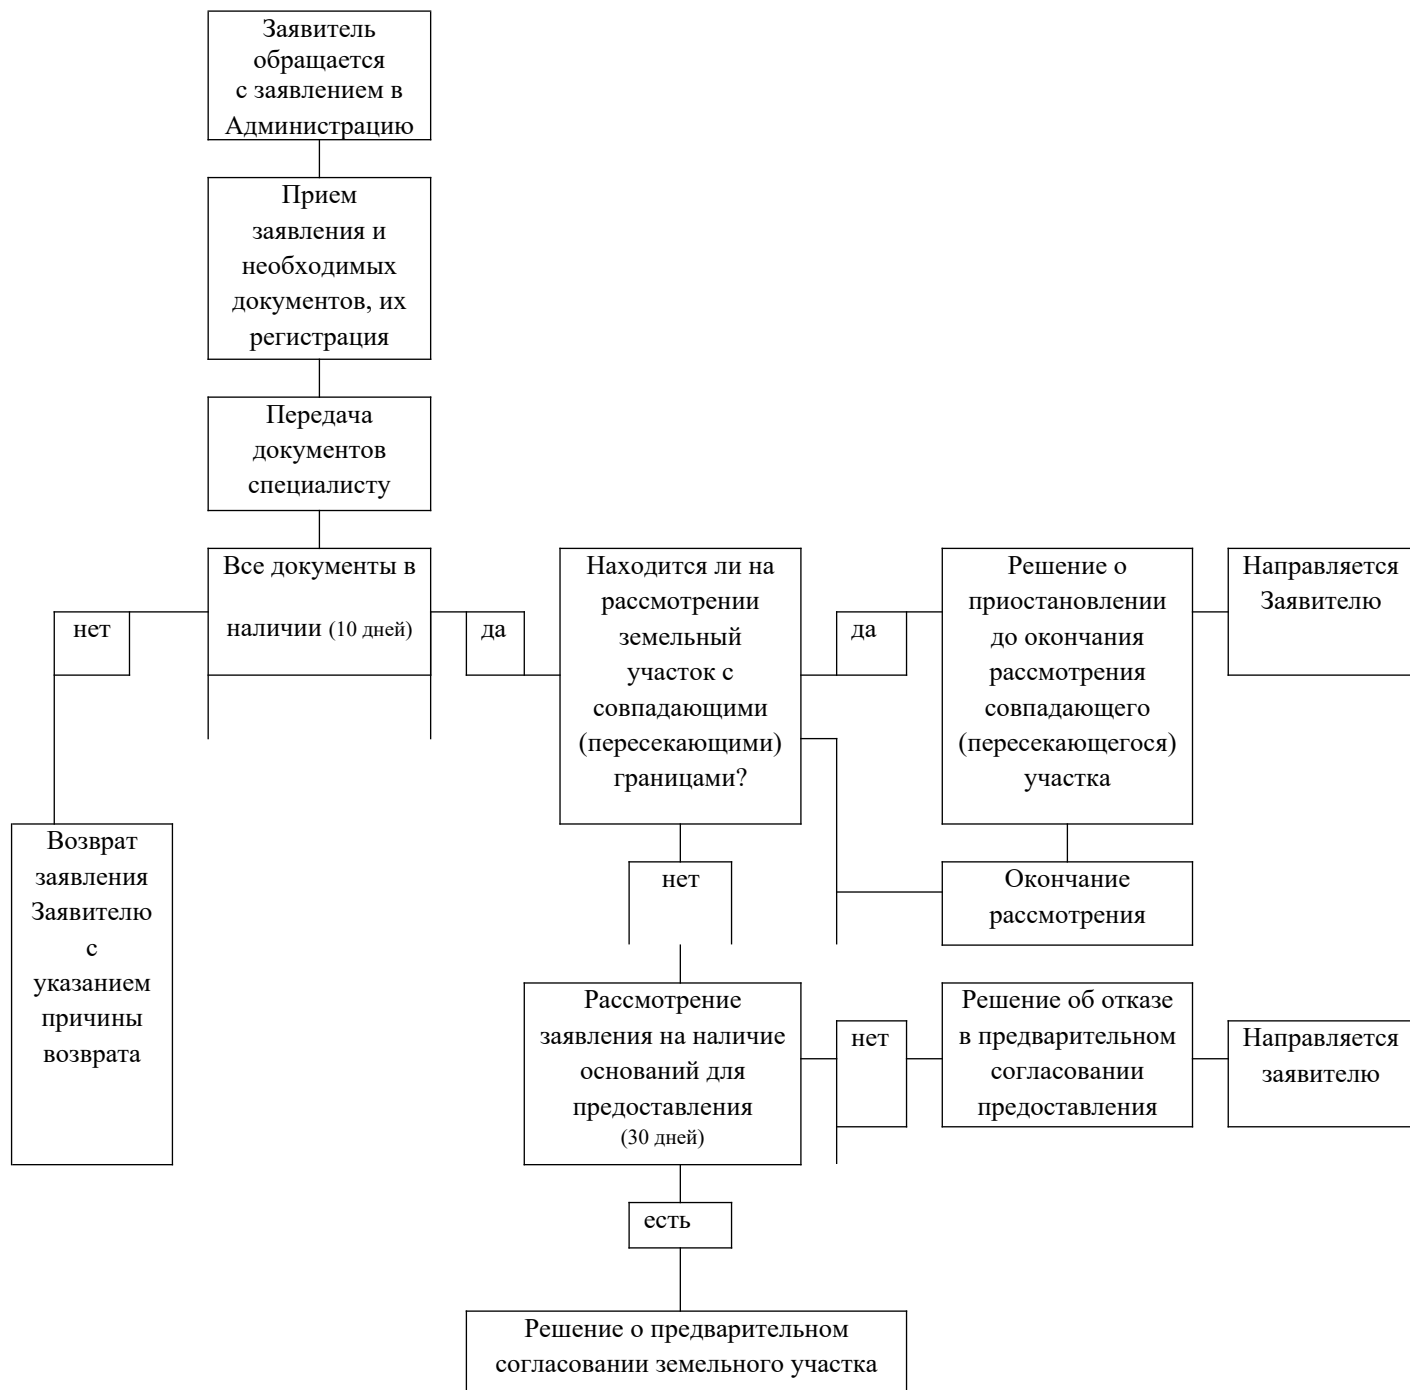 Заявитель
обращается
с заявлением в
Администрацию
Прием
заявления и
необходимых
документов, их
регистрация
Передача
документов
специалисту
Все документы в
наличии (10 дней)
нет
да
Находится ли на
рассмотрении
земельный
участок с
совпадающими
(пересекающими)
границами?
да
Решение о
приостановлении
до окончания
рассмотрения
совпадающего
(пересекающегося)
участка
Направляется
Заявителю
Возврат
заявления
Заявителю
с
указанием
причины
возврата
нет
Окончание
рассмотрения
Рассмотрение
заявления на наличие
оснований для
предоставления
(30 дней)
нет
Решение об отказе
в предварительном
согласовании
предоставления
Направляется
заявителю
есть
Решение о предварительном
согласовании земельного участка